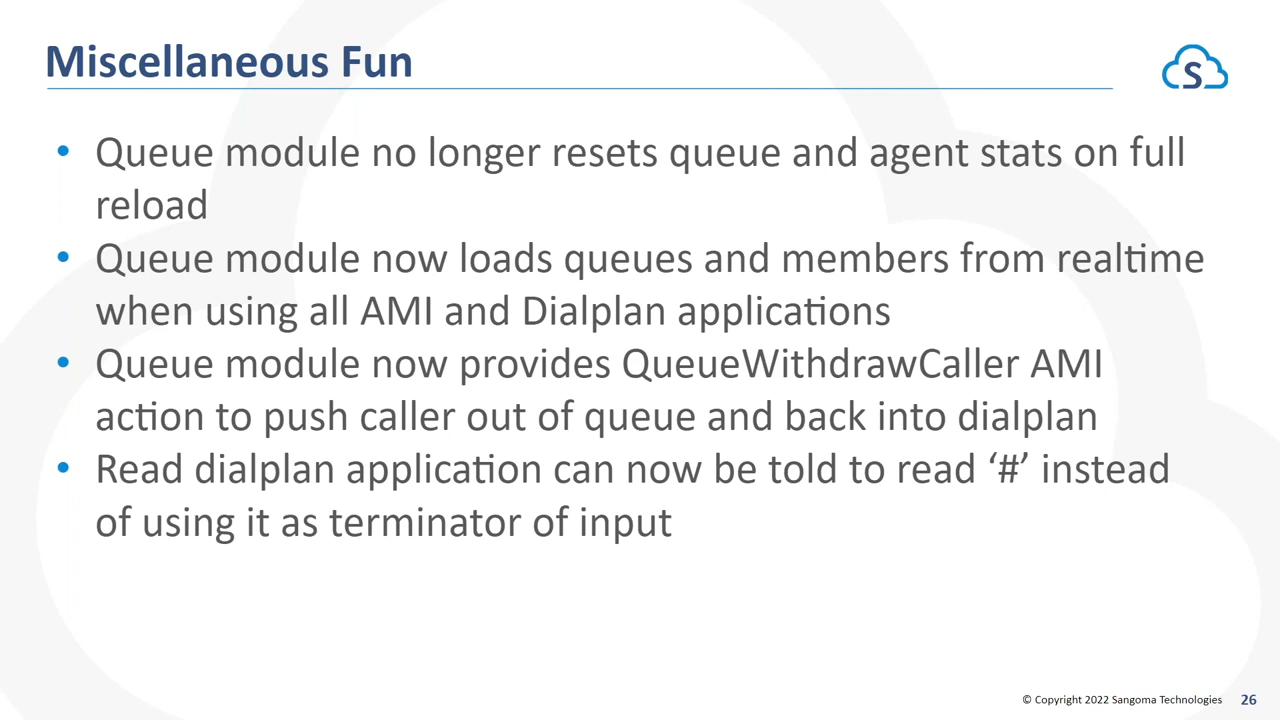 Miscellaneous Fun
S
• Queue module no longer resets queue and agent stats on full
reload
• Queue module now loads queues and members from realtime
when using all AMI and Dialplan applications
• Queue module now provides QueueWithdrawCaller AMI
action to push caller out of queue and back into dialplan
• Read dialplan application can now be told to read ‘#’ instead
of using it as terminator of input
© Copyright 2022 Sangoma Technologies 26